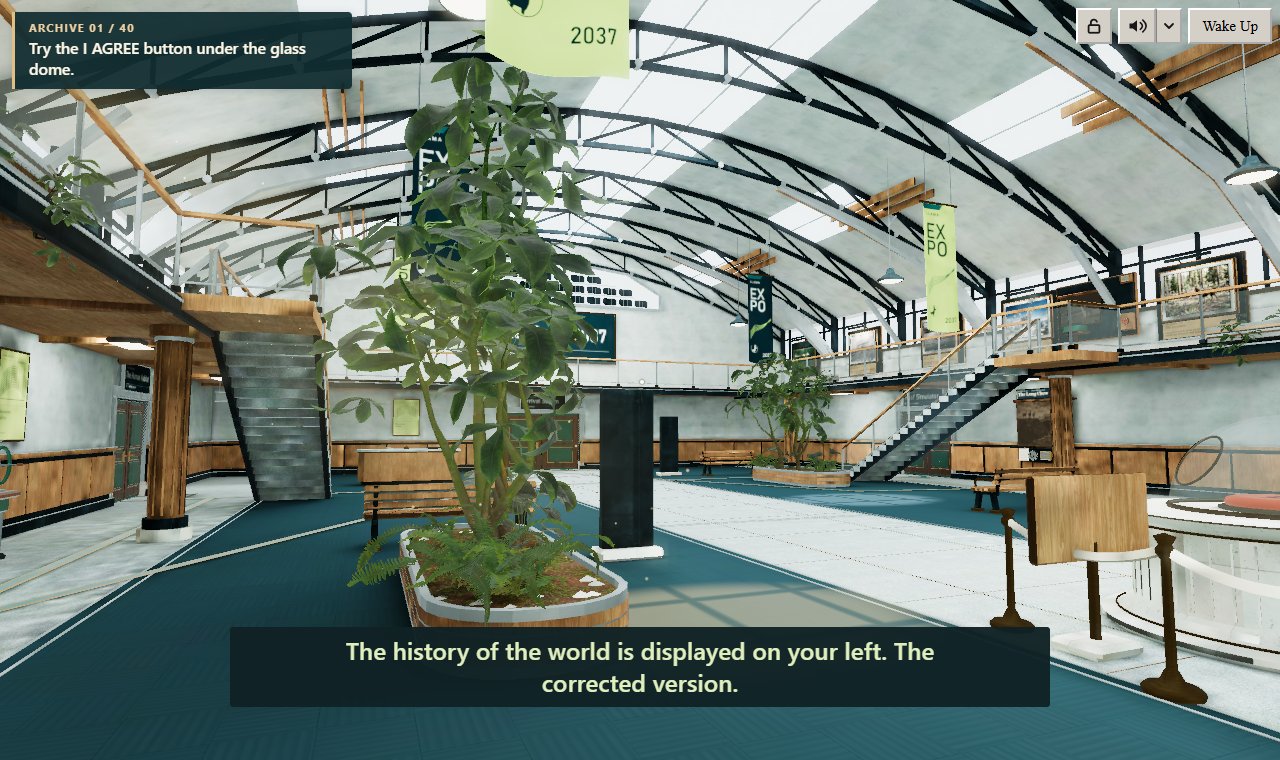 ARCHIVE 01 / 40
Try the I AGREE button under the glass
dome.
Wake Up
2037
EX
PO
EX
PO
The history of the world is displayed on your left. The
corrected version.